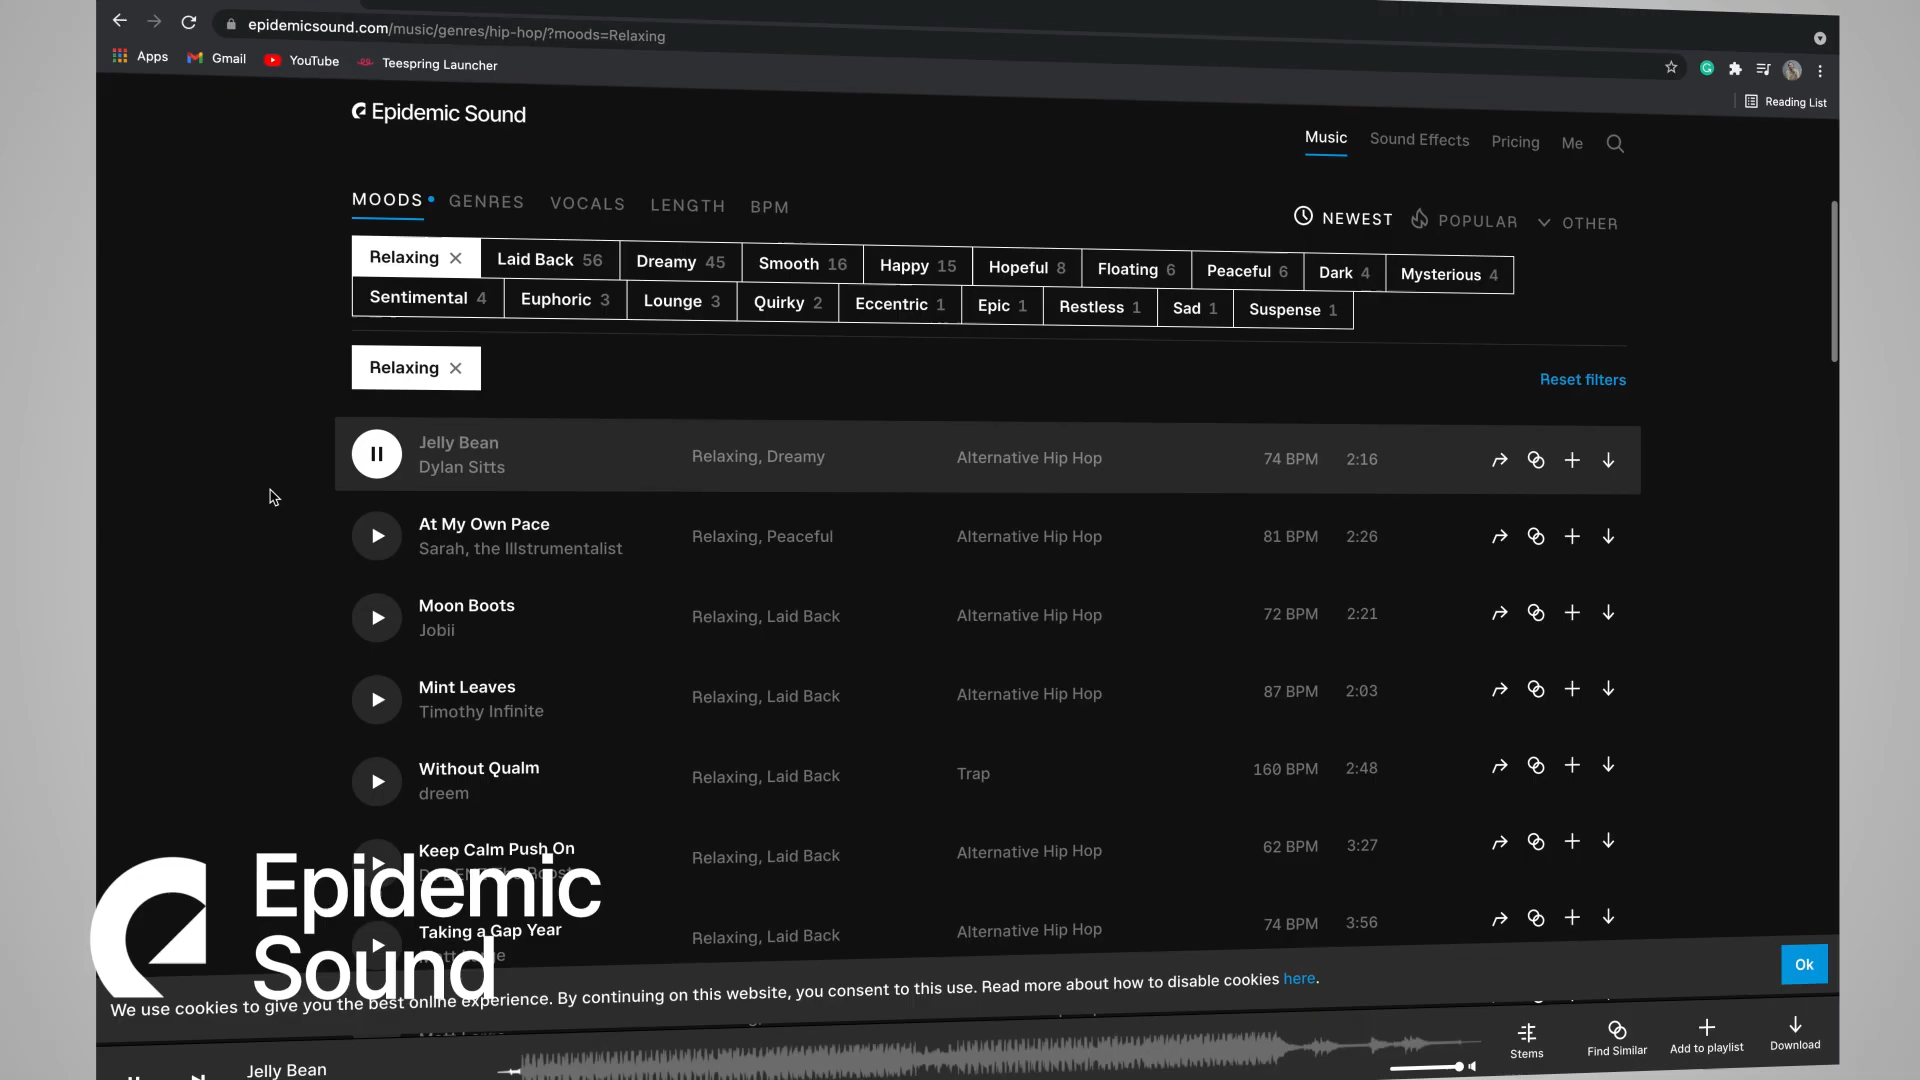 epidemicsound.com/music/genres/hip-hop/?moods=Relaxing
Apps Gmail YouTube Teespring Launcher
Reading List
Epidemic Sound
Music Sound Effects Pricing Me
MOODS GENRES VOCALS LENGTH BPM
NEWEST POPULAR OTHER
Relaxing Laid Back 56 Dreamy 45 Smooth 16 Happy 15 Hopeful 8 Floating 6 Peaceful 6 Dark 4 Mysterious 4
Sentimental 4 Euphoric 3 Lounge 3 Quirky 2 Eccentric 1 Epic 1 Restless 1 Sad 1 Suspense 1
Relaxing
Reset filters
Jelly Bean
Dylan Sitts
Relaxing, Dreamy Alternative Hip Hop 74 BPM 2:16
At My Own Pace
Sarah, the Illstrumentalist
Relaxing, Peaceful Alternative Hip Hop 81 BPM 2:26
Moon Boots
Jobii
Relaxing, Laid Back Alternative Hip Hop 72 BPM 2:21
Mint Leaves
Timothy Infinite
Relaxing, Laid Back Alternative Hip Hop 87 BPM 2:03
Without Qualm
dreem
Relaxing, Laid Back Trap 160 BPM 2:48
Keep Calm Push On
Relaxing, Laid Back Alternative Hip Hop 62 BPM 3:27
Taking a Gap Year
Relaxing, Laid Back Alternative Hip Hop 74 BPM 3:56
Epidemic
Sound
We use cookies to give you the best online experience. By continuing on this website, you consent to this use. Read more about how to disable cookies here.
Ok
Jelly Bean
Stems Find Similar Add to playlist Download